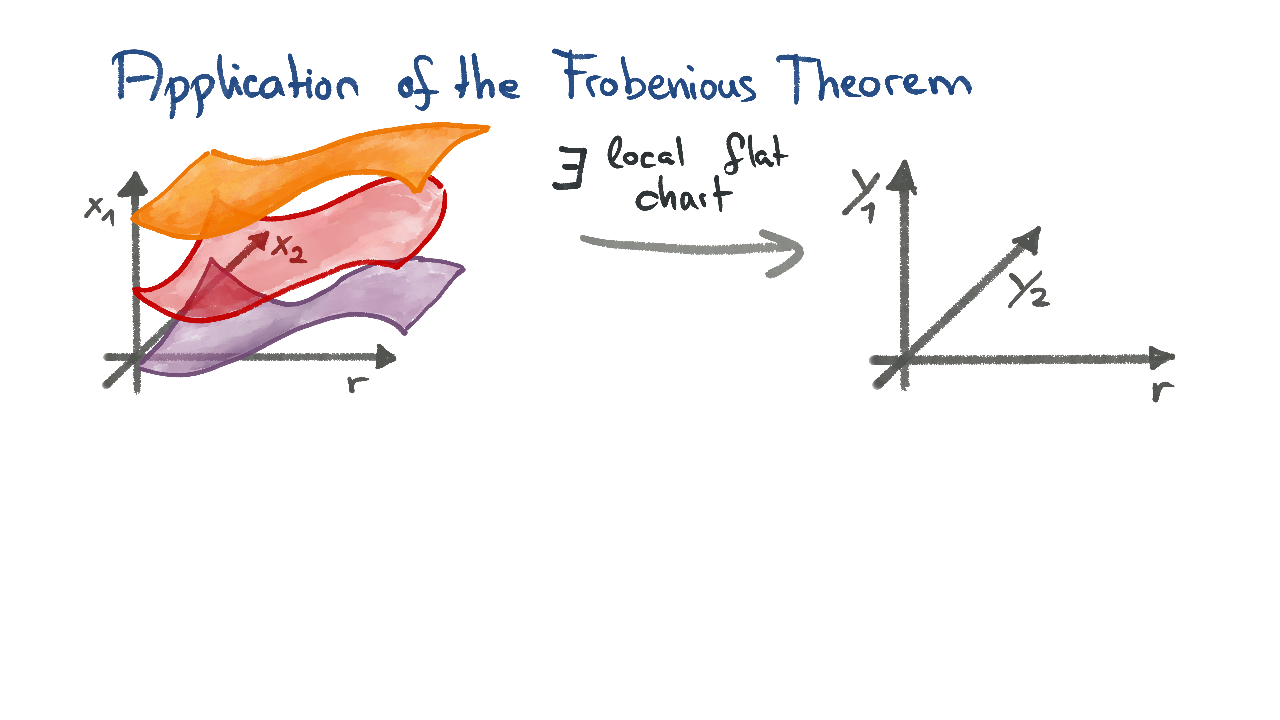 Application of the Frobenious Theorem
∃ local flat
chart
x₁
x₂
r
y₁
y₂
r